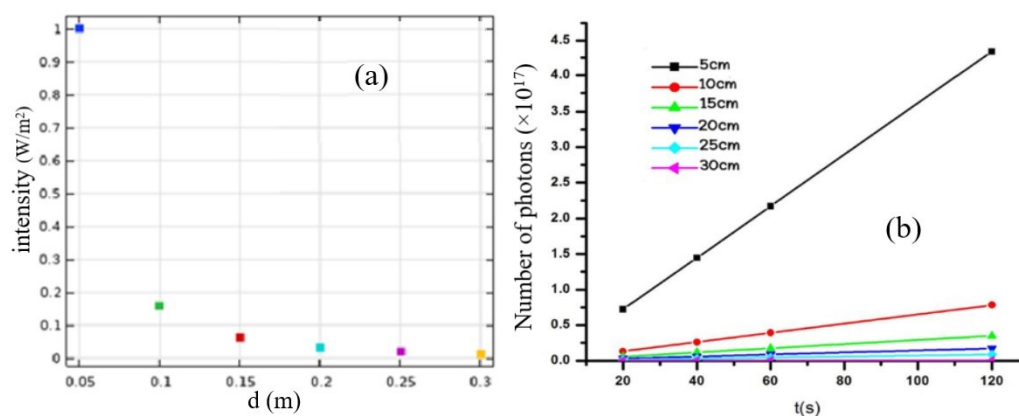 1
0.9
0.8
0.7
0.6
0.5
0.4
0.3
0.2
0.1
0
intensity (W/m²)
(a)
0.05
0.1
0.15
0.2
0.25
0.3
d (m)
4.5
4.0
3.5
3.0
2.5
2.0
1.5
1.0
0.5
0.0
Number of photons (×10¹⁷)
5cm
10cm
15cm
20cm
25cm
30cm
(b)
20
40
60
80
100
120
t(s)